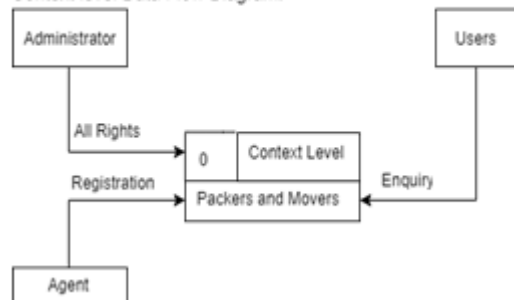 Context level Data Flow Diagram:
Administrator
Users
All Rights
0
Context Level
Registration
Packers and Movers
Enquiry
Agent